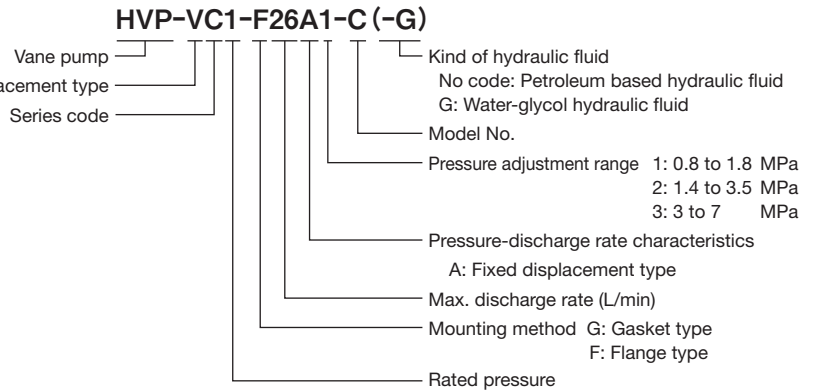 HVP-VC1-F26A1-C(-G)
Vane pump
type
Series code
Kind of hydraulic fluid
No code: Petroleum based hydraulic fluid
G: Water-glycol hydraulic fluid
Model No.
Pressure adjustment range 1: 0.8 to 1.8 MPa
2: 1.4 to 3.5 MPa
3: 3 to 7 MPa
Pressure-discharge rate characteristics
A: Fixed displacement type
Max. discharge rate (L/min)
Mounting method G: Gasket type
F: Flange type
Rated pressure